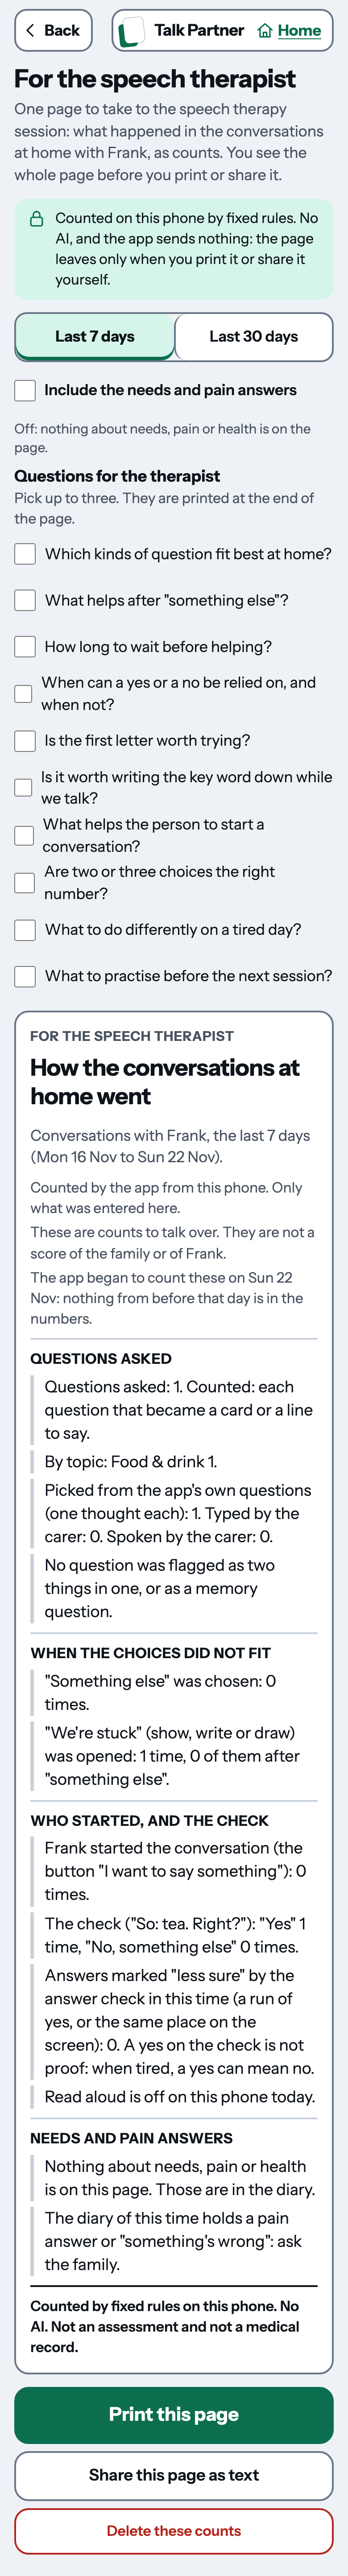 Back
Talk Partner
Home
For the speech therapist
One page to take to the speech therapy
session: what happened in the conversations
at home with Frank, as counts. You see the
whole page before you print or share it.
Counted on this phone by fixed rules. No
AI, and the app sends nothing: the page
leaves only when you print it or share it
yourself.
Last 7 days
Last 30 days
Include the needs and pain answers
Off: nothing about needs, pain or health is on the
page.
Questions for the therapist
Pick up to three. They are printed at the end of
the page.
Which kinds of question fit best at home?
What helps after "something else"?
How long to wait before helping?
When can a yes or a no be relied on, and
when not?
Is the first letter worth trying?
Is it worth writing the key word down while
we talk?
What helps the person to start a
conversation?
Are two or three choices the right
number?
What to do differently on a tired day?
What to practise before the next session?
FOR THE SPEECH THERAPIST
How the conversations at
home went
Conversations with Frank, the last 7 days
(Mon 16 Nov to Sun 22 Nov).
Counted by the app from this phone. Only
what was entered here.
These are counts to talk over. They are not a
score of the family or of Frank.
The app began to count these on Sun 22
Nov: nothing from before that day is in the
numbers.
QUESTIONS ASKED
Questions asked: 1. Counted: each
question that became a card or a line
to say.
By topic: Food & drink 1.
Picked from the app's own questions
(one thought each): 1. Typed by the
carer: 0. Spoken by the carer: 0.
No question was flagged as two
things in one, or as a memory
question.
WHEN THE CHOICES DID NOT FIT
"Something else" was chosen: 0
times.
"We're stuck" (show, write or draw)
was opened: 1 time, 0 of them after
"something else".
WHO STARTED, AND THE CHECK
Frank started the conversation (the
button "I want to say something"): 0
times.
The check ("So: tea. Right?"): "Yes" 1
time, "No, something else" 0 times.
Answers marked "less sure" by the
answer check in this time (a run of
yes, or the same place on the
screen): 0. A yes on the check is not
proof: when tired, a yes can mean no.
Read aloud is off on this phone today.
NEEDS AND PAIN ANSWERS
Nothing about needs, pain or health
is on this page. Those are in the diary.
The diary of this time holds a pain
answer or "something's wrong": ask
the family.
Counted by fixed rules on this phone. No
AI. Not an assessment and not a medical
record.
Print this page
Share this page as text
Delete these counts